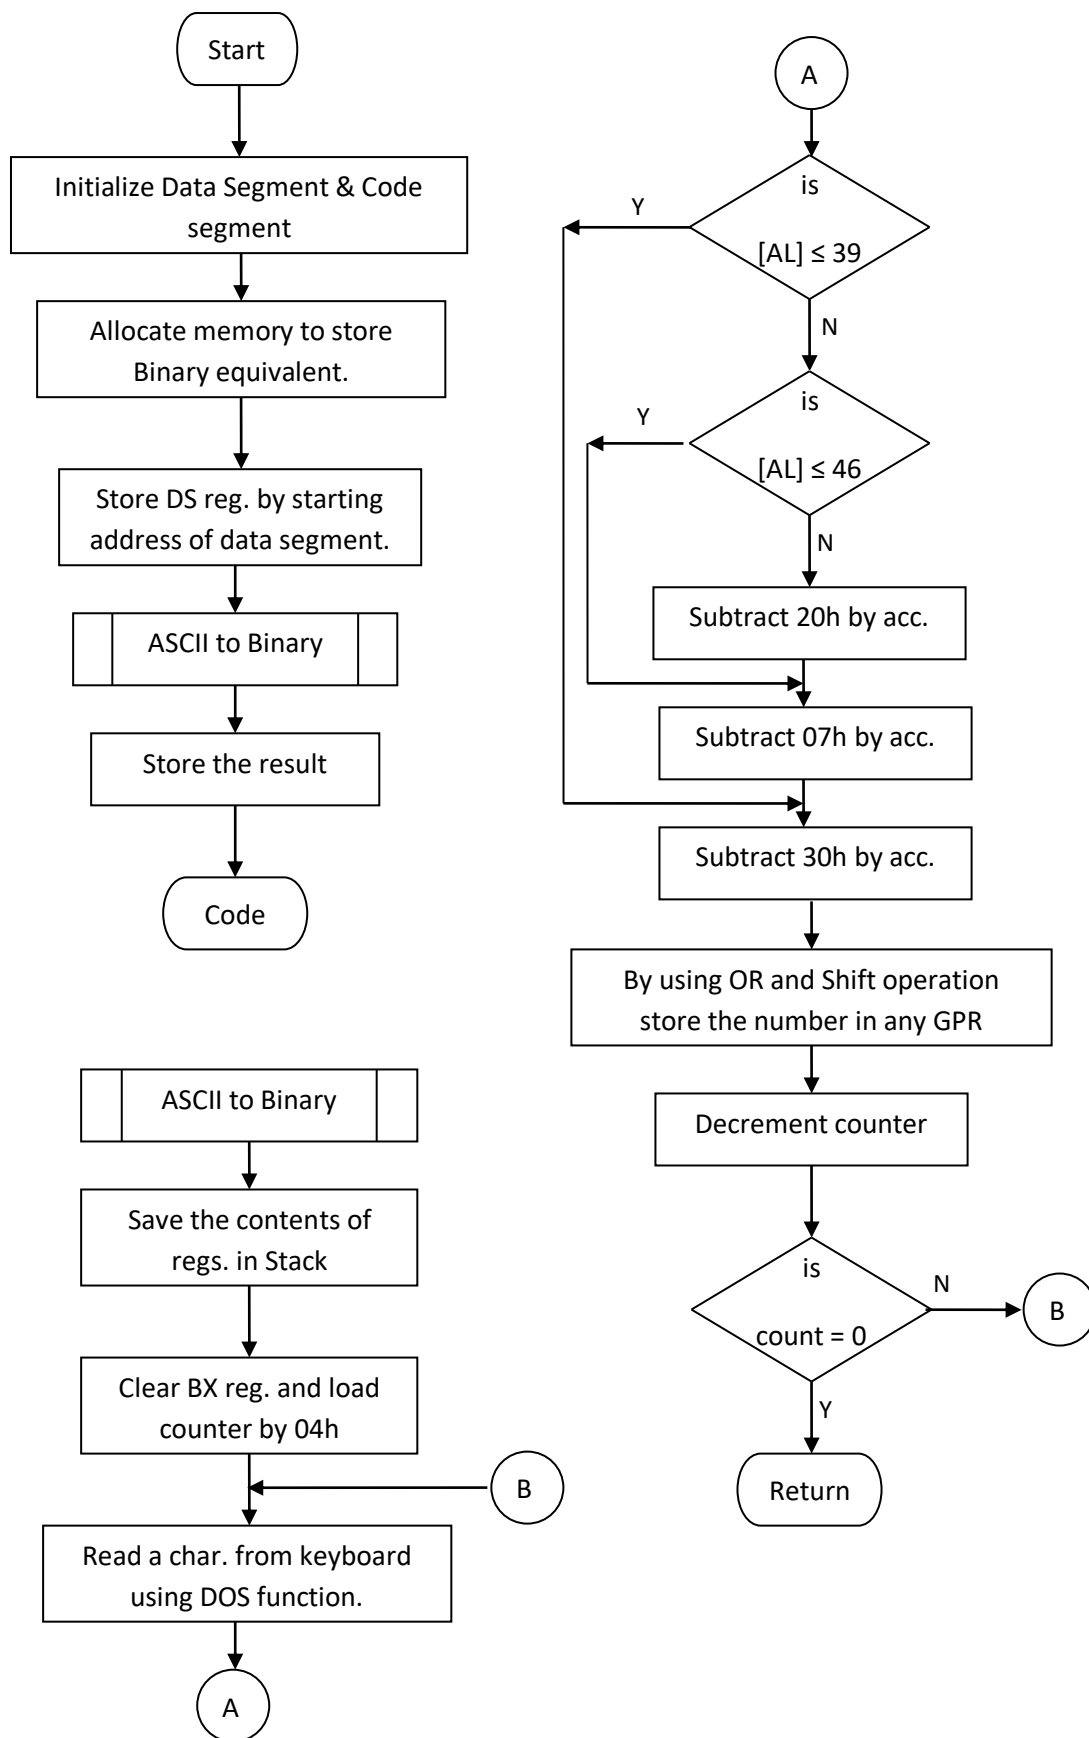 Start
Initialize Data Segment & Code
segment
Allocate memory to store
Binary equivalent.
Store DS reg. by starting
address of data segment.
ASCII to Binary
Store the result
Code
ASCII to Binary
Save the contents of
regs. in Stack
Clear BX reg. and load
counter by 04h
B
Read a char. from keyboard
using DOS function.
A
A
is
[AL] ≤ 39
Y
N
is
[AL] ≤ 46
Y
N
Subtract 20h by acc.
Subtract 07h by acc.
Subtract 30h by acc.
By using OR and Shift operation
store the number in any GPR
Decrement counter
is
count = 0
N
B
Y
Return